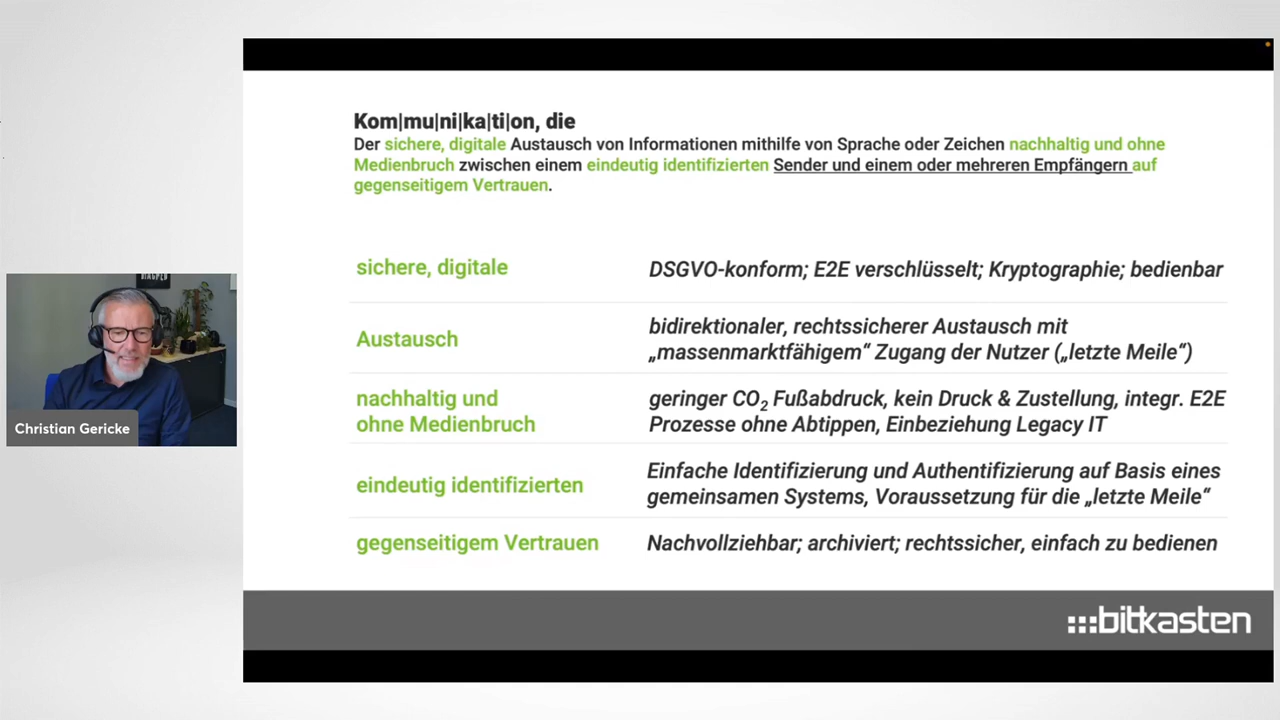 Kom|mu|ni|ka|ti|on, die
Der sichere, digitale Austausch von Informationen mithilfe von Sprache oder Zeichen nachhaltig und ohne
Medienbruch zwischen einem eindeutig identifizierten Sender und einem oder mehreren Empfängern auf
gegenseitigem Vertrauen.
sichere, digitale
DSGVO-konform; E2E verschlüsselt; Kryptographie; bedienbar
Austausch
bidirektionaler, rechtssicherer Austausch mit
„massenmarktfähigem“ Zugang der Nutzer („letzte Meile“)
nachhaltig und
ohne Medienbruch
geringer CO2 Fußabdruck, kein Druck & Zustellung, integr. E2E
Prozesse ohne Abtippen, Einbeziehung Legacy IT
eindeutig identifizierten
Einfache Identifizierung und Authentifizierung auf Basis eines
gemeinsamen Systems, Voraussetzung für die „letzte Meile“
gegenseitigem Vertrauen
Nachvollziehbar; archiviert; rechtssicher, einfach zu bedienen
Christian Gericke
bitkasten